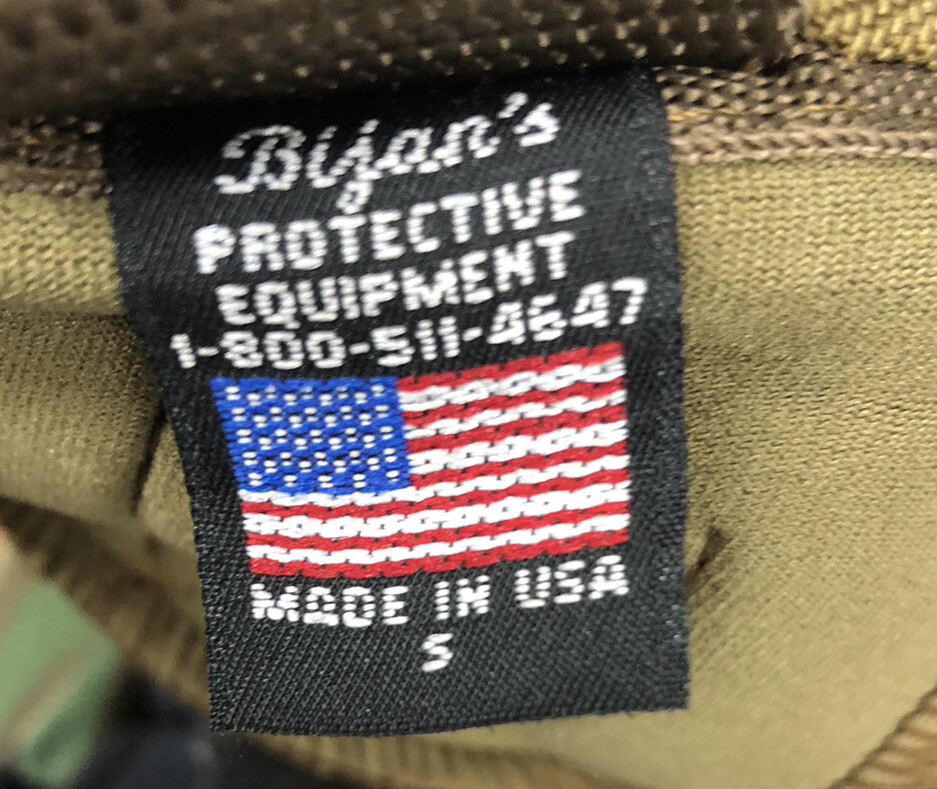 Bijan's
PROTECTIVE
EQUIPMENT
1-800-511-4647
MADE IN USA
S